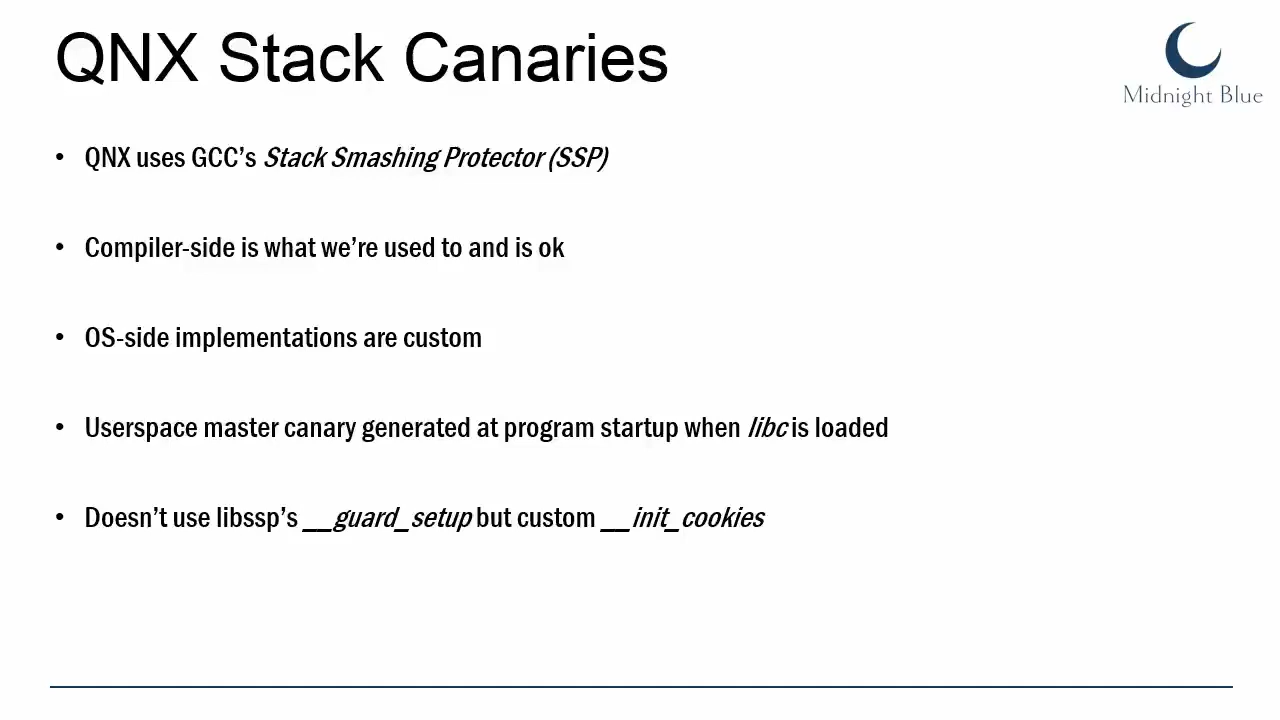 QNX Stack Canaries
Midnight Blue
• QNX uses GCC’s Stack Smashing Protector (SSP)
• Compiler-side is what we’re used to and is ok
• OS-side implementations are custom
• Userspace master canary generated at program startup when libc is loaded
• Doesn’t use libssp’s __guard_setup but custom __init_cookies